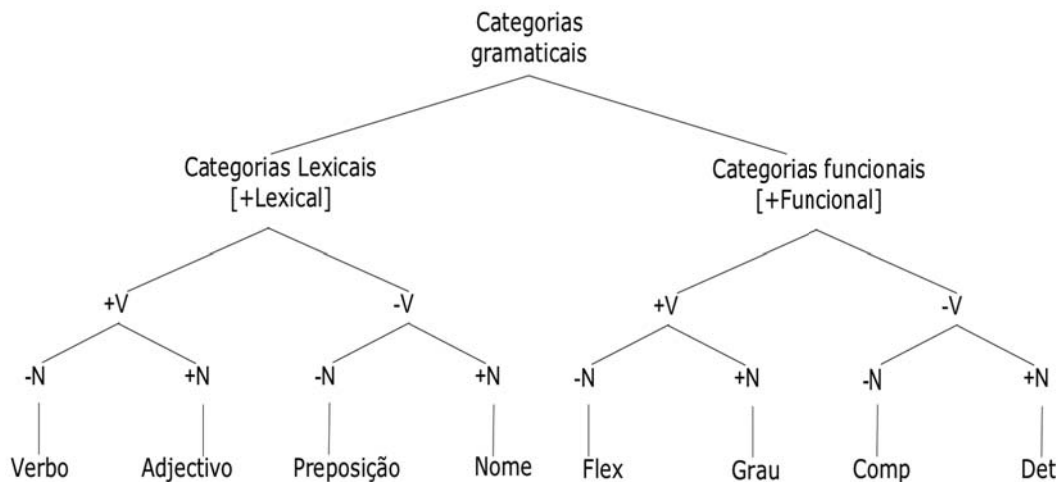 Categorias
gramaticais
Categorias Lexicais
[+Lexical]
Categorias funcionais
[+Funcional]
+V
-V
+V
-V
-N
+N
-N
+N
-N
+N
-N
+N
Verbo
Adjectivo
Preposição
Nome
Flex
Grau
Comp
Det